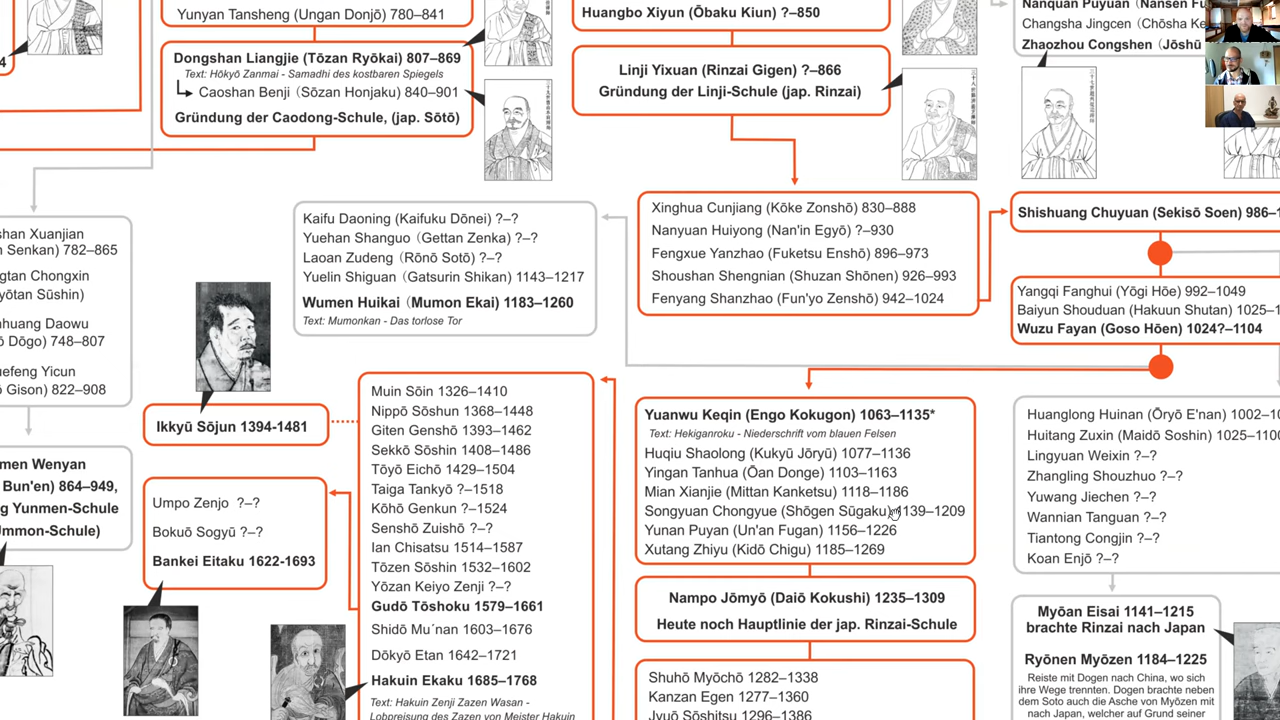 Yunyan Tansheng (Ungan Donjō) 780–841
Dongshan Liangjie (Tōzan Ryōkai) 807–869
Text: Hōkyō Zanmai - Samadhi des kostbaren Spiegels
Caoshan Benji (Sōzan Honjaku) 840–901
Gründung der Caodong-Schule, (jap. Sōtō)
Huangbo Xiyun (Ōbaku Kiun) ?–850
Linji Yixuan (Rinzai Gigen) ?–866
Gründung der Linji-Schule (jap. Rinzai)
Nanquan Puyuan (Nansen Fu
Changsha Jingcen (Chōsha Ke
Zhaozhou Congshen (Jōshū
4
shan Xuanjian
n Senkan) 782–865
gtan Chongxin
yōtan Sūshin)
nhuang Daowu
ō Dōgo) 748–807
uefeng Yicun
ō Gison) 822–908
men Wenyan
Bun'en) 864–949,
g Yunmen-Schule
Ummon-Schule)
Kaifu Daoning (Kaifuku Dōnei) ?–?
Yuehan Shanguo (Gettan Zenka) ?–?
Laoan Zudeng (Rōnō Sotō) ?–?
Yuelin Shiguan (Gatsurin Shikan) 1143–1217
Wumen Huikai (Mumon Ekai) 1183–1260
Text: Mumonkan - Das torlose Tor
Xinghua Cunjiang (Kōke Zonshō) 830–888
Nanyuan Huiyong (Nan'in Egyō) ?–930
Fengxue Yanzhao (Fuketsu Enshō) 896–973
Shoushan Shengnian (Shuzan Shōnen) 926–993
Fenyang Shanzhao (Fun'yo Zenshō) 942–1024
Shishuang Chuyuan (Sekisō Soen) 986–1
Yangqi Fanghui (Yōgi Hōe) 992–1049
Baiyun Shouduan (Hakuun Shutan) 1025–1
Wuzu Fayan (Goso Hōen) 1024?–1104
Ikkyū Sōjun 1394-1481
Umpo Zenjo ?–?
Bokuō Sogyū ?–?
Bankei Eitaku 1622-1693
Muin Sōin 1326–1410
Nippō Sōshun 1368–1448
Giten Genshō 1393–1462
Sekkō Sōshin 1408–1486
Tōyō Eichō 1429–1504
Taiga Tankyō ?–1518
Kōhō Genkun ?–1524
Senshō Zuishō ?–?
Ian Chisatsu 1514–1587
Tōzen Sōshin 1532–1602
Yōzan Keiyo Zenji ?–?
Gudō Tōshoku 1579–1661
Shidō Mu´nan 1603–1676
Dōkyō Etan 1642–1721
Hakuin Ekaku 1685–1768
Text: Hakuin Zenji Zazen Wasan -
Lobpreisung des Zazen von Meister Hakuin
Yuanwu Keqin (Engo Kokugon) 1063–1135*
Text: Hekiganroku - Niederschrift vom blauen Felsen
Huqiu Shaolong (Kukyū Jōryū) 1077–1136
Yingan Tanhua (Ōan Donge) 1103–1163
Mian Xianjie (Mittan Kanketsu) 1118–1186
Songyuan Chongyue (Shōgen Sūgaku) 1139–1209
Yunan Puyan (Un'an Fugan) 1156–1226
Xutang Zhiyu (Kidō Chigu) 1185–1269
Nampo Jōmyō (Daiō Kokushi) 1235–1309
Heute noch Hauptlinie der jap. Rinzai-Schule
Shuhō Myōchō 1282–1338
Kanzan Egen 1277–1360
Jyuō Sōshitsu 1296–1386
Huanglong Huinan (Ōryō E'nan) 1002–10
Huitang Zuxin (Maidō Soshin) 1025–1100
Lingyuan Weixin ?–?
Zhangling Shouzhuo ?–?
Yuwang Jiechen ?–?
Wannian Tanguan ?–?
Tiantong Congjin ?–?
Koan Enjō ?–?
Myōan Eisai 1141–1215
brachte Rinzai nach Japan
Ryōnen Myōzen 1184–1225
Reiste mit Dogen nach China, wo sich
ihre Wege trennten. Dogen brachte neben
dem Soto auch die Asche von Myōzen mit
nach Japan, welcher auf Grund seiner